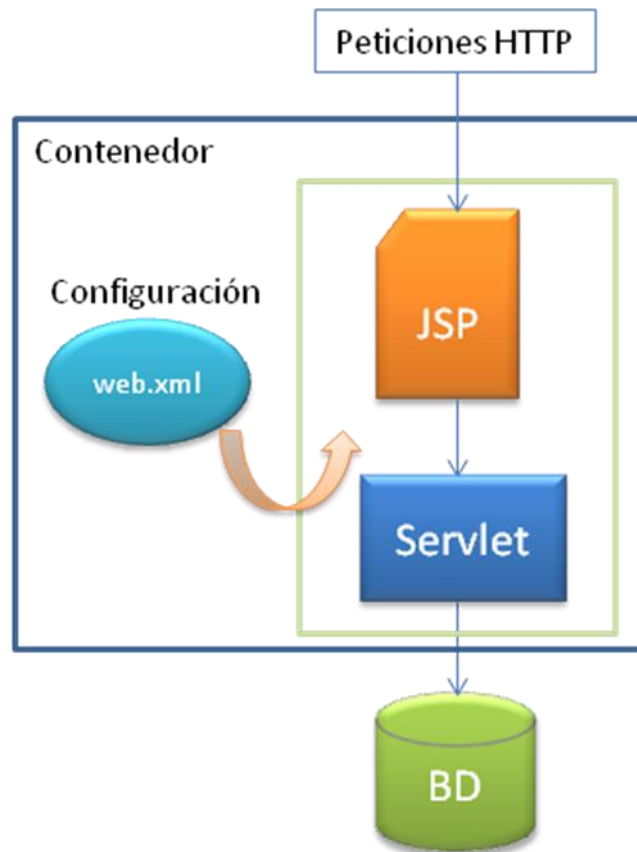 Peticiones HTTP
Contenedor
Configuración
web.xml
JSP
Servlet
BD